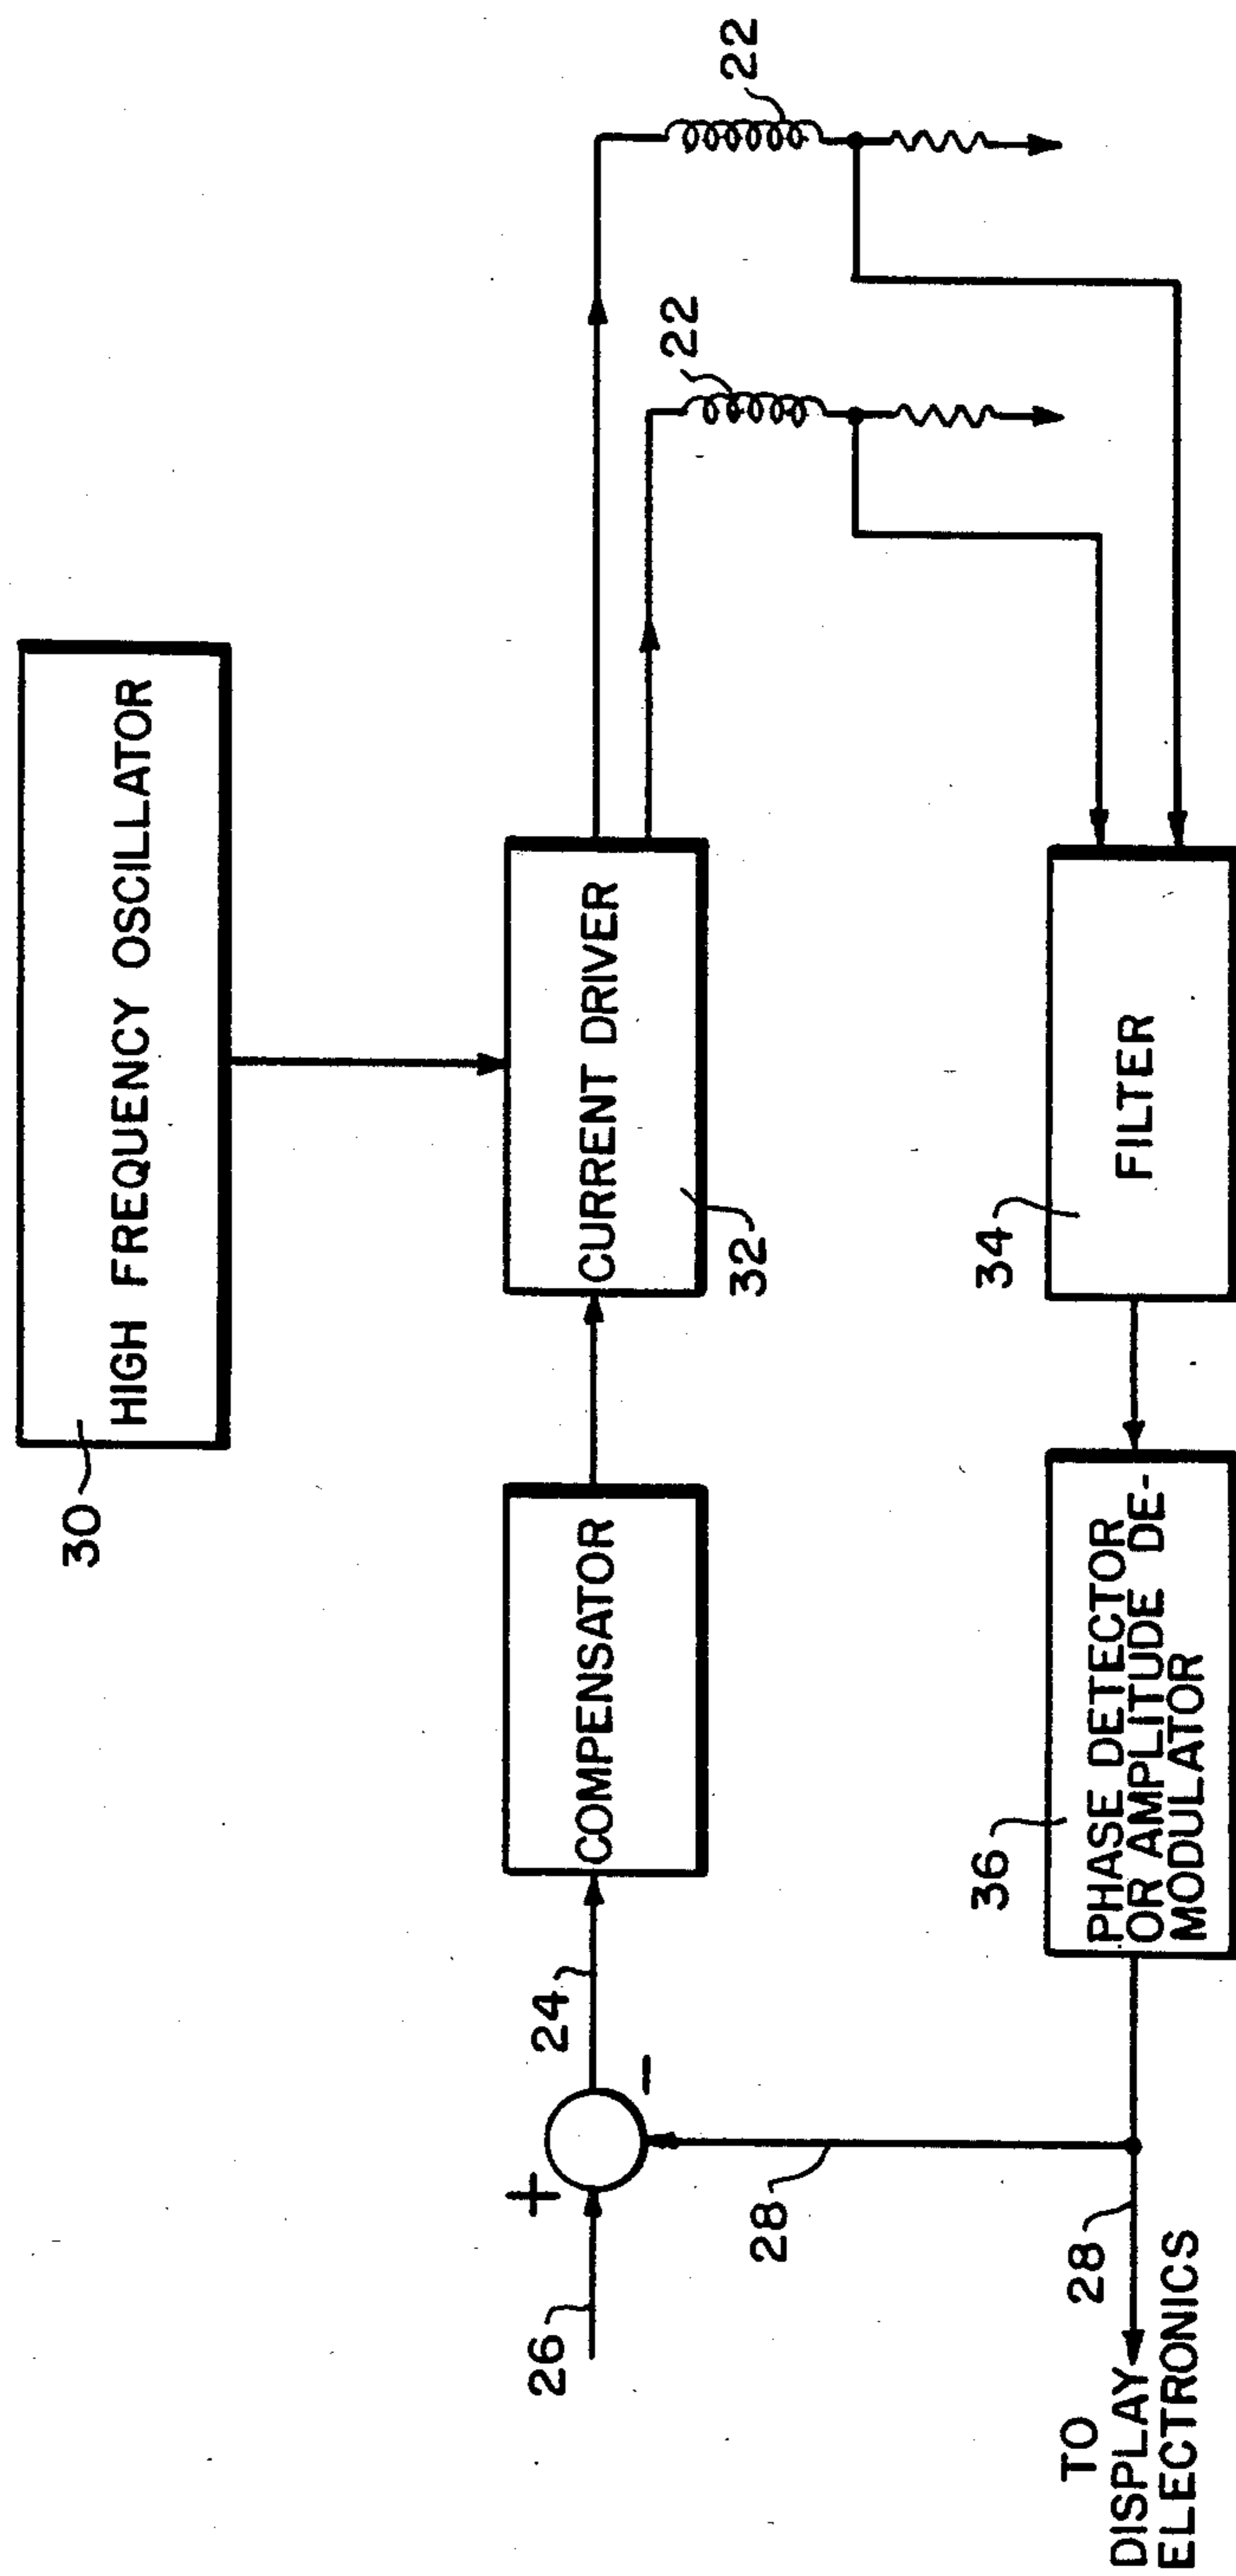 30
HIGH FREQUENCY OSCILLATOR
22
22
26
+
-
24
COMPENSATOR
CURRENT DRIVER
32
28
34
FILTER
36
PHASE DETECTOR
OR AMPLITUDE DE-
MODULATOR
28
TO
DISPLAY
ELECTRONICS